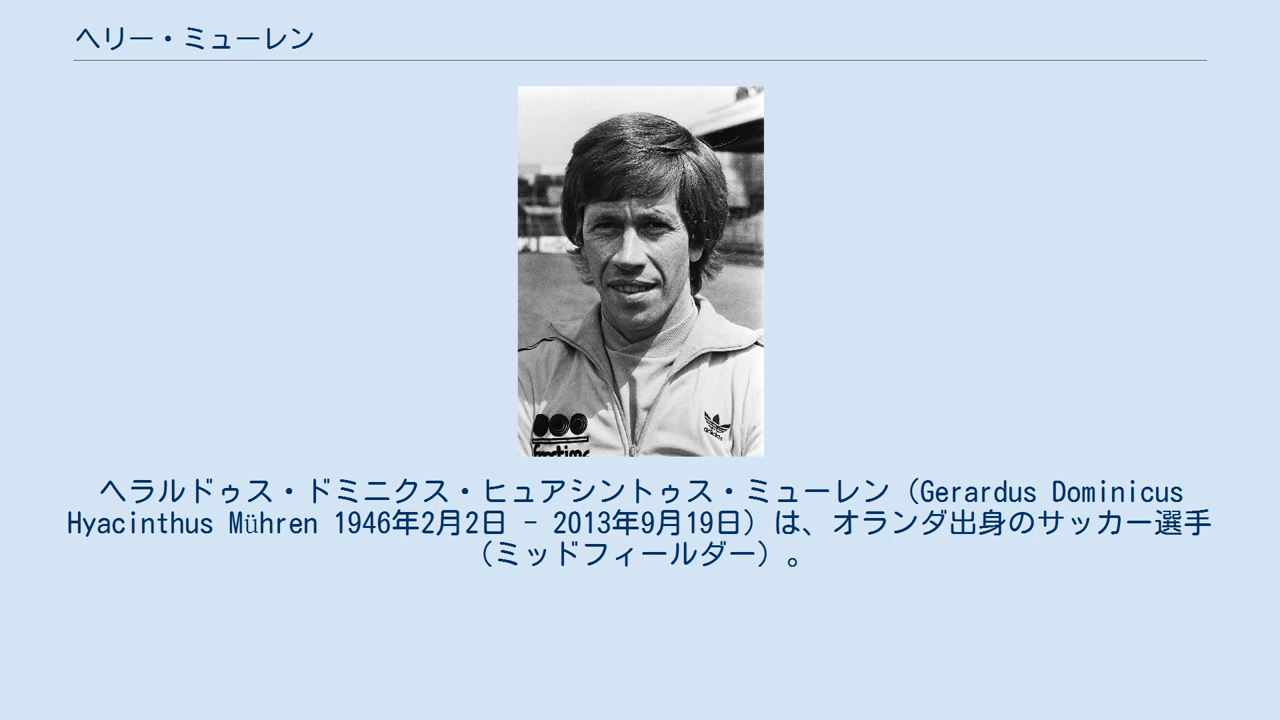 ヘリー・ミューレン
adidas
ヘラルドゥス・ドミニクス・ヒュアシントゥス・ミューレン（Gerardus Dominicus
Hyacinthus Mühren 1946年2月2日 - 2013年9月19日）は、オランダ出身のサッカー選手
（ミッドフィールダー）。